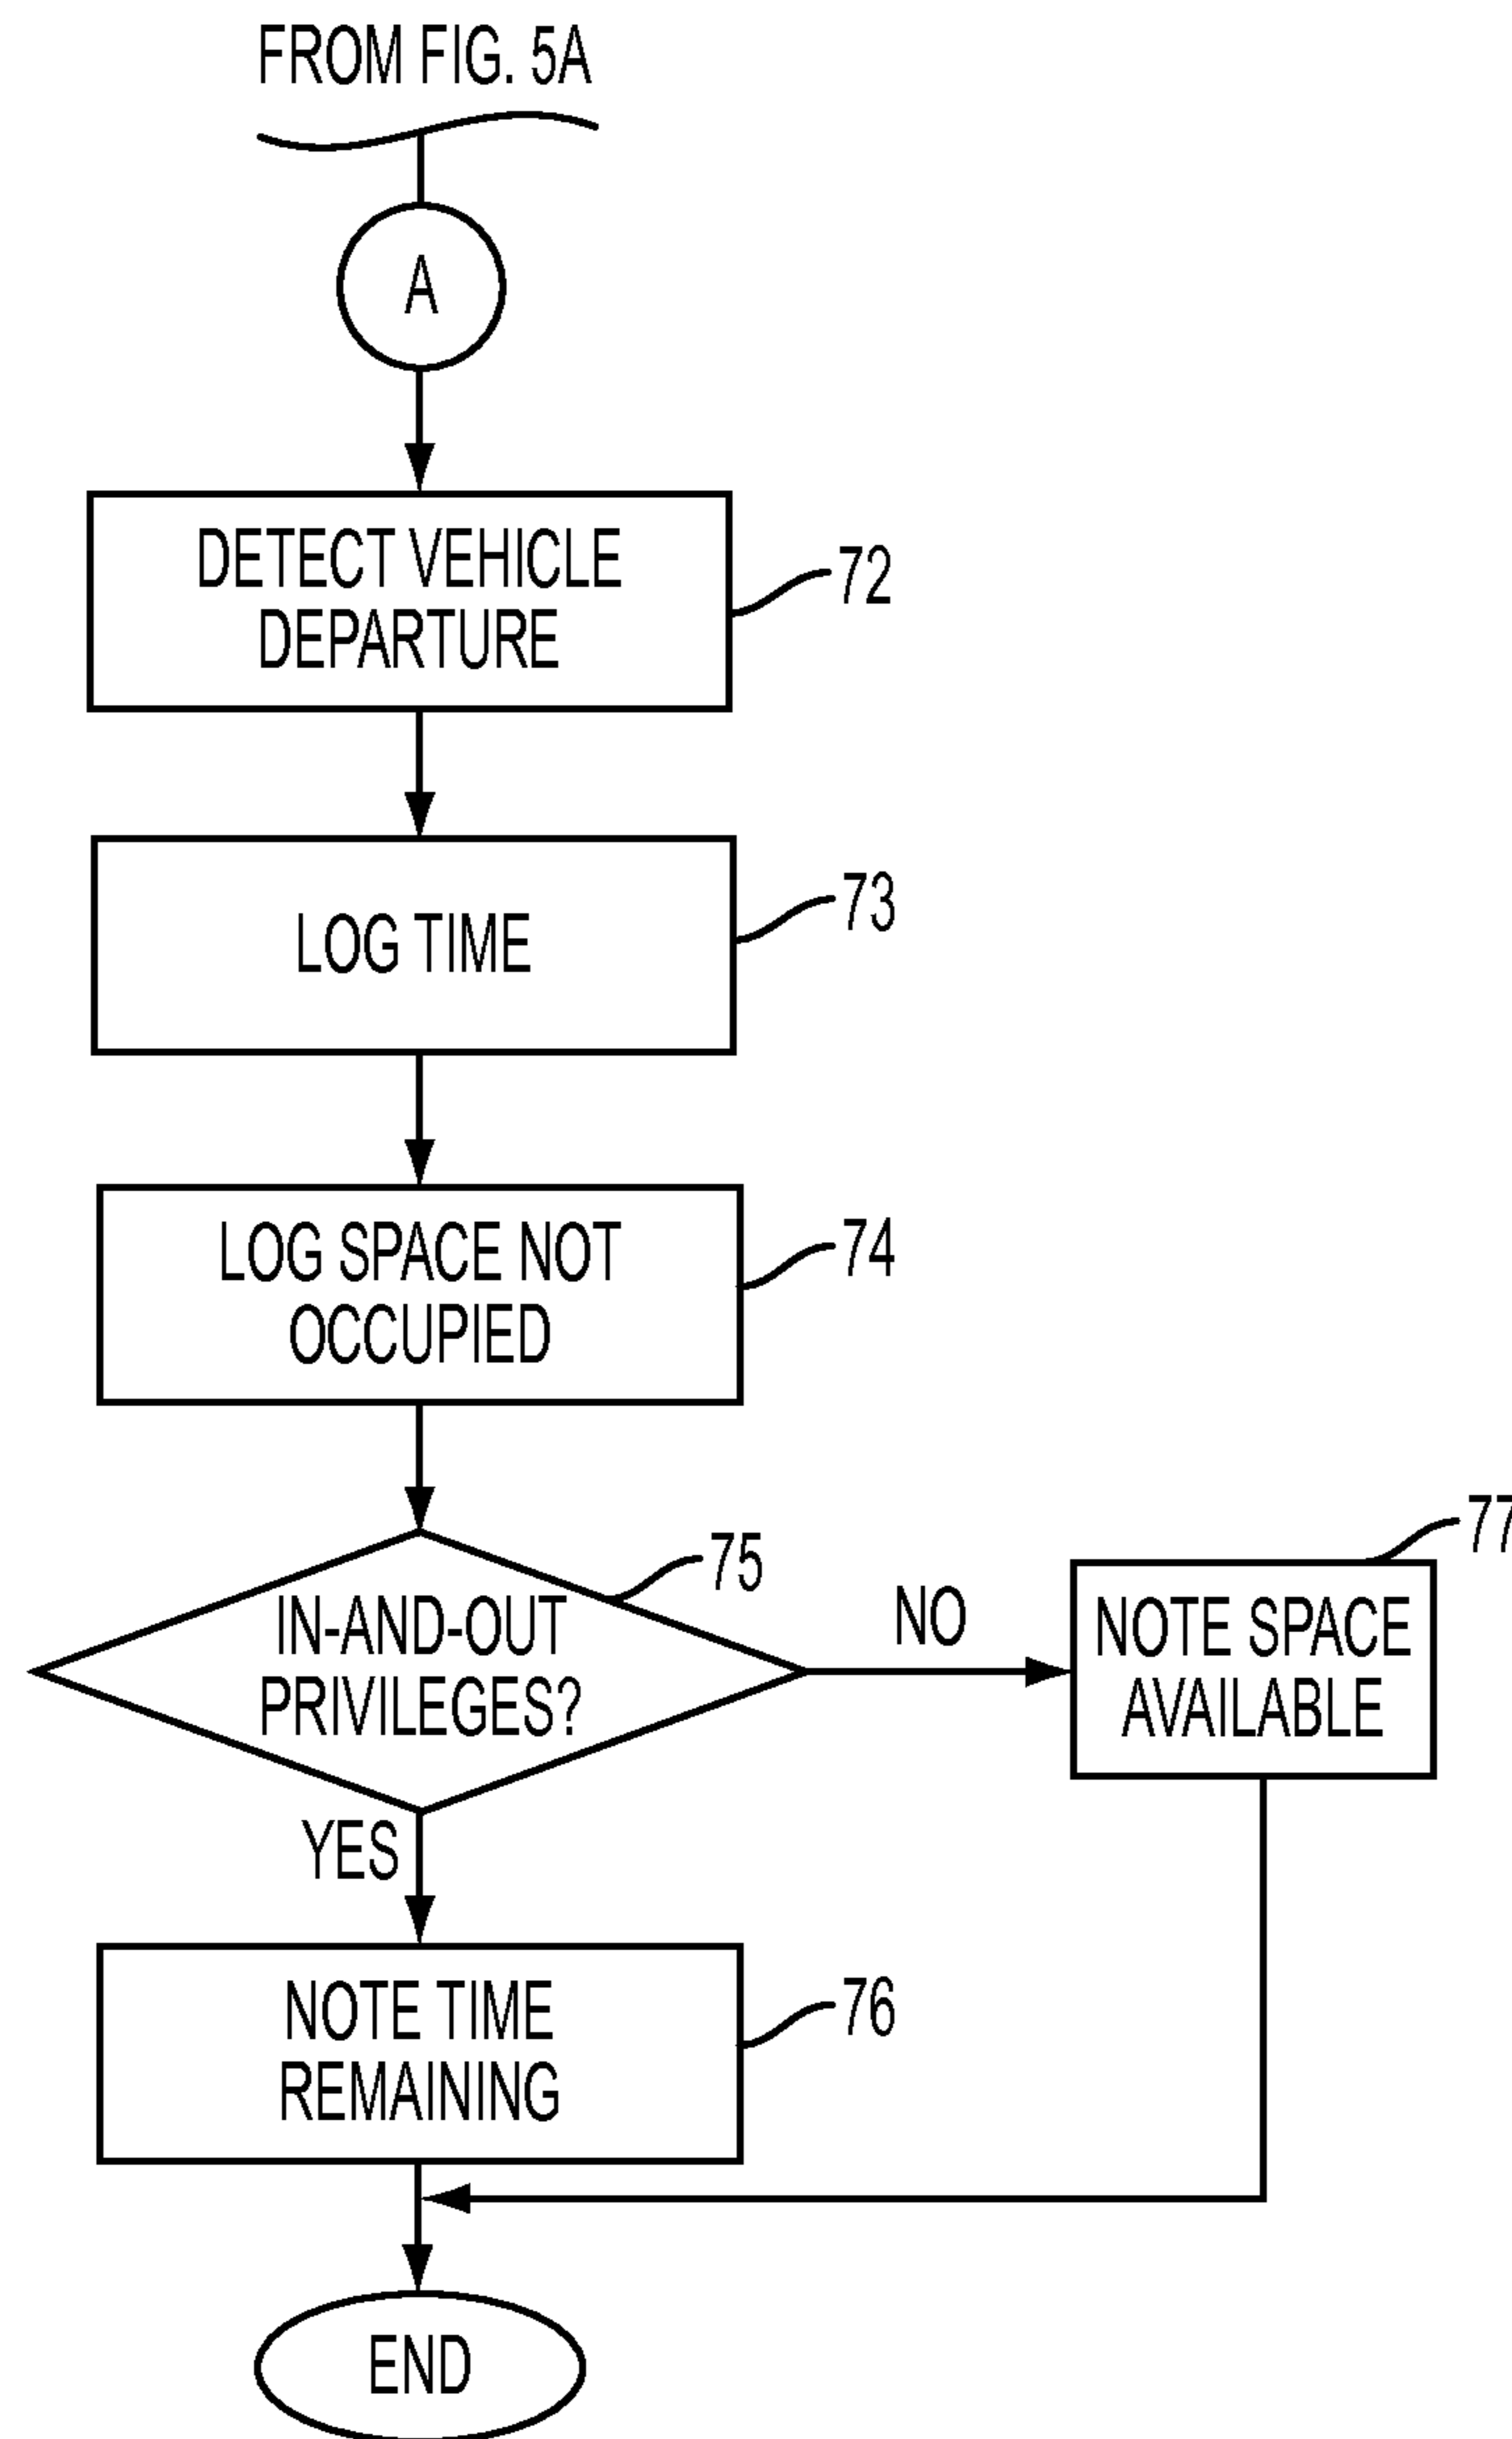 FROM FIG. 5A
A
DETECT VEHICLE
DEPARTURE
72
LOG TIME
73
LOG SPACE NOT
OCCUPIED
74
IN-AND-OUT
PRIVILEGES?
75
NO
NOTE SPACE
AVAILABLE
77
YES
NOTE TIME
REMAINING
76
END